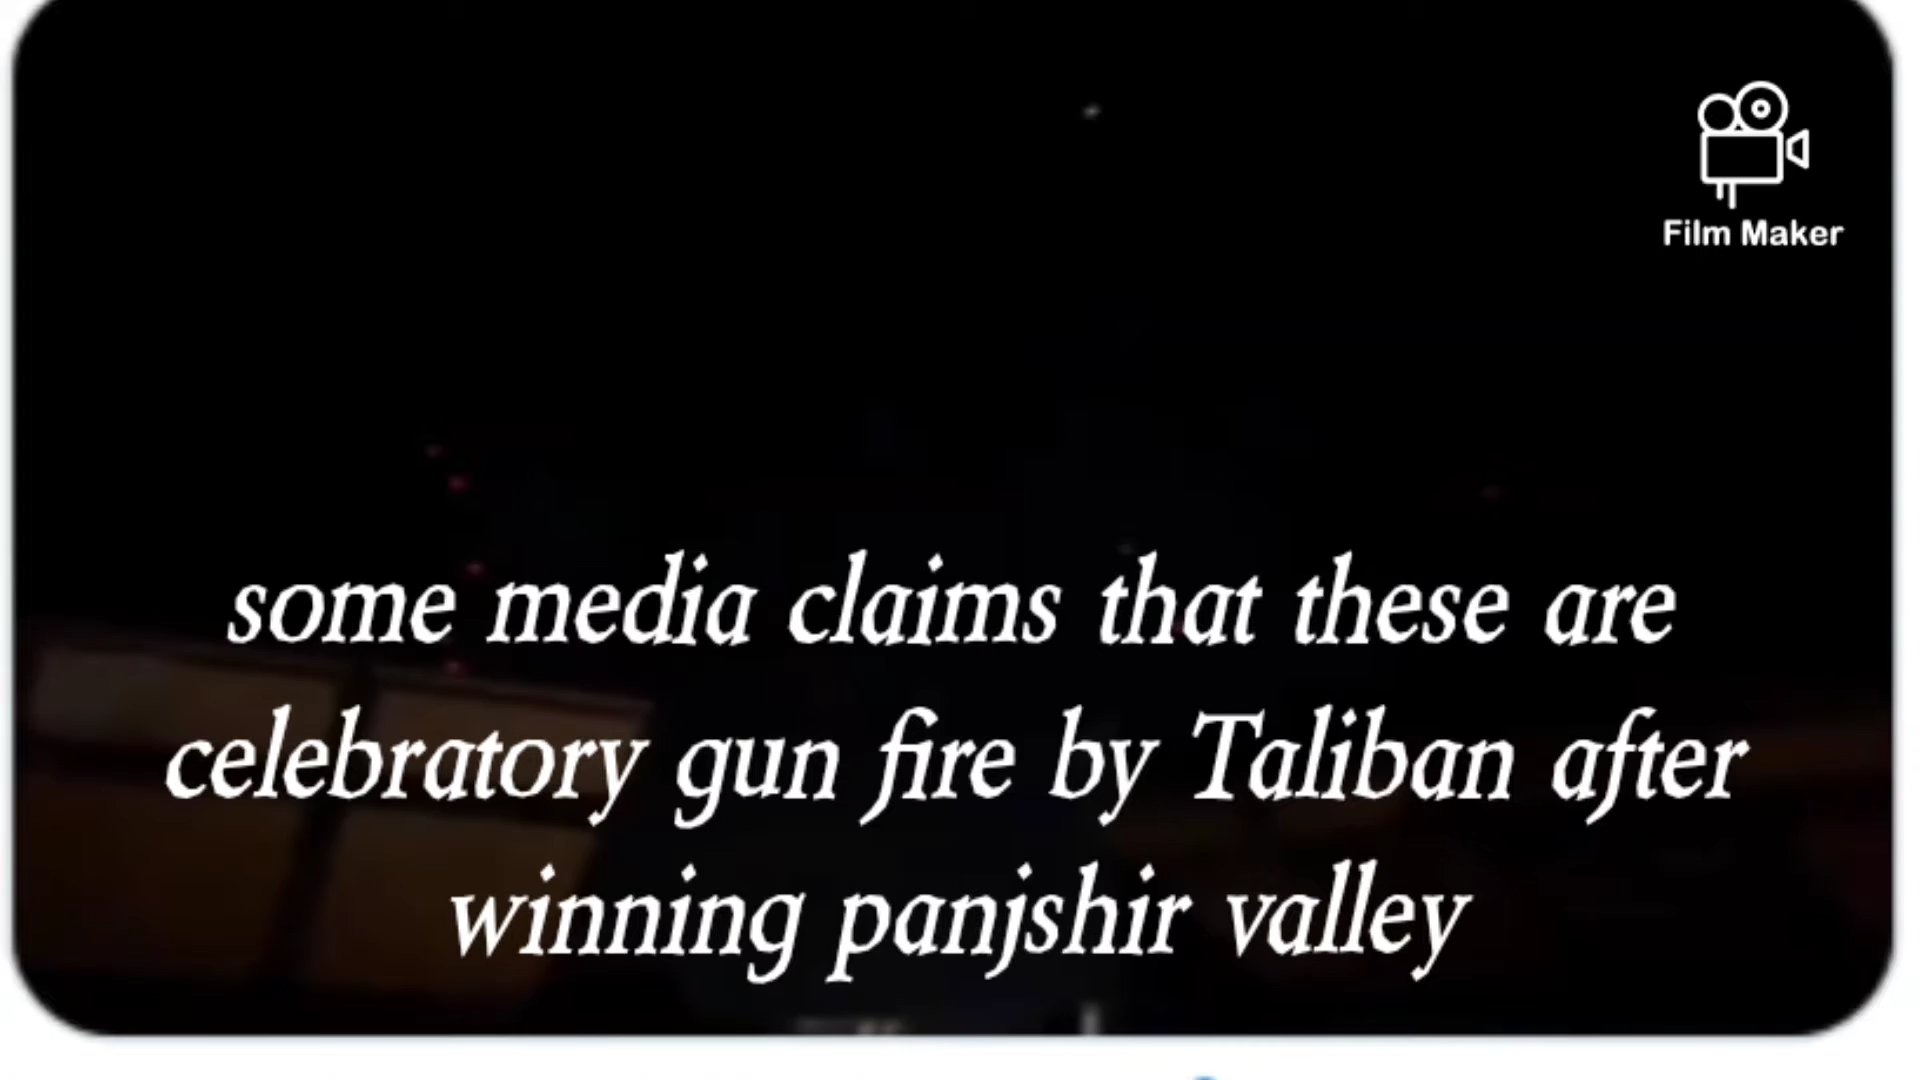 Film Maker
some media claims that these are
celebratory gun fire by Taliban after
winning panjshir valley